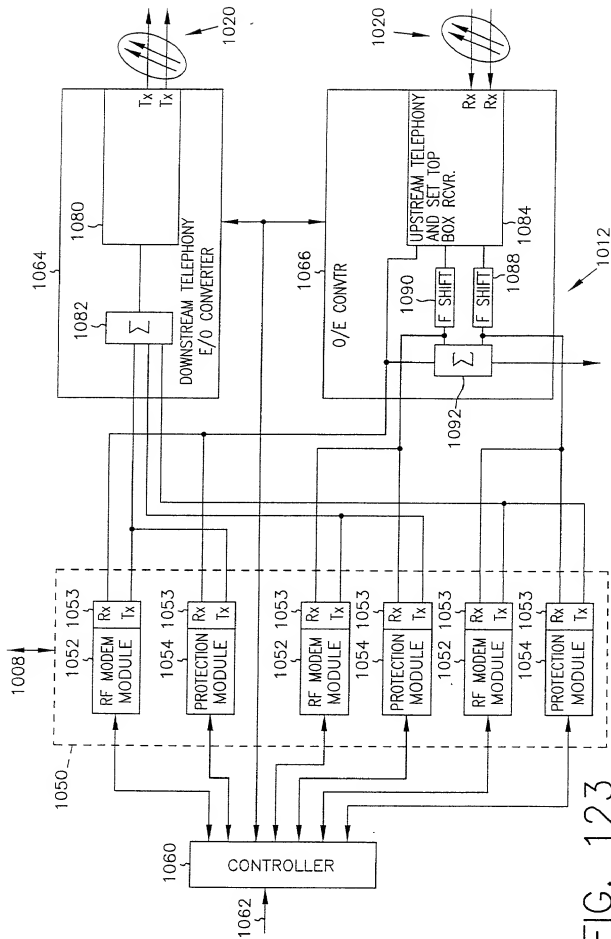 1020
1020
1064
1080
Tx
Tx
1082
Σ
DOWNSTREAM TELEPHONY
E/O CONVERTER
1066
O/E CONVTR
UPSTREAM TELEPHONY
AND SET TOP
BOX RCVR.
Rx
Rx
1084
1090
F SHIFT
F SHIFT
1088
Σ
1092
1012
1008
1050
1052
1053
RF MODEM
MODULE
Rx
Tx
1054
1053
PROTECTION
MODULE
Rx
Tx
1052
1053
RF MODEM
MODULE
Rx
Tx
1054
1053
PROTECTION
MODULE
Rx
Tx
1052
1053
RF MODEM
MODULE
Rx
Tx
1054
1053
PROTECTION
MODULE
Rx
Tx
1060
CONTROLLER
1062
FIG. 123